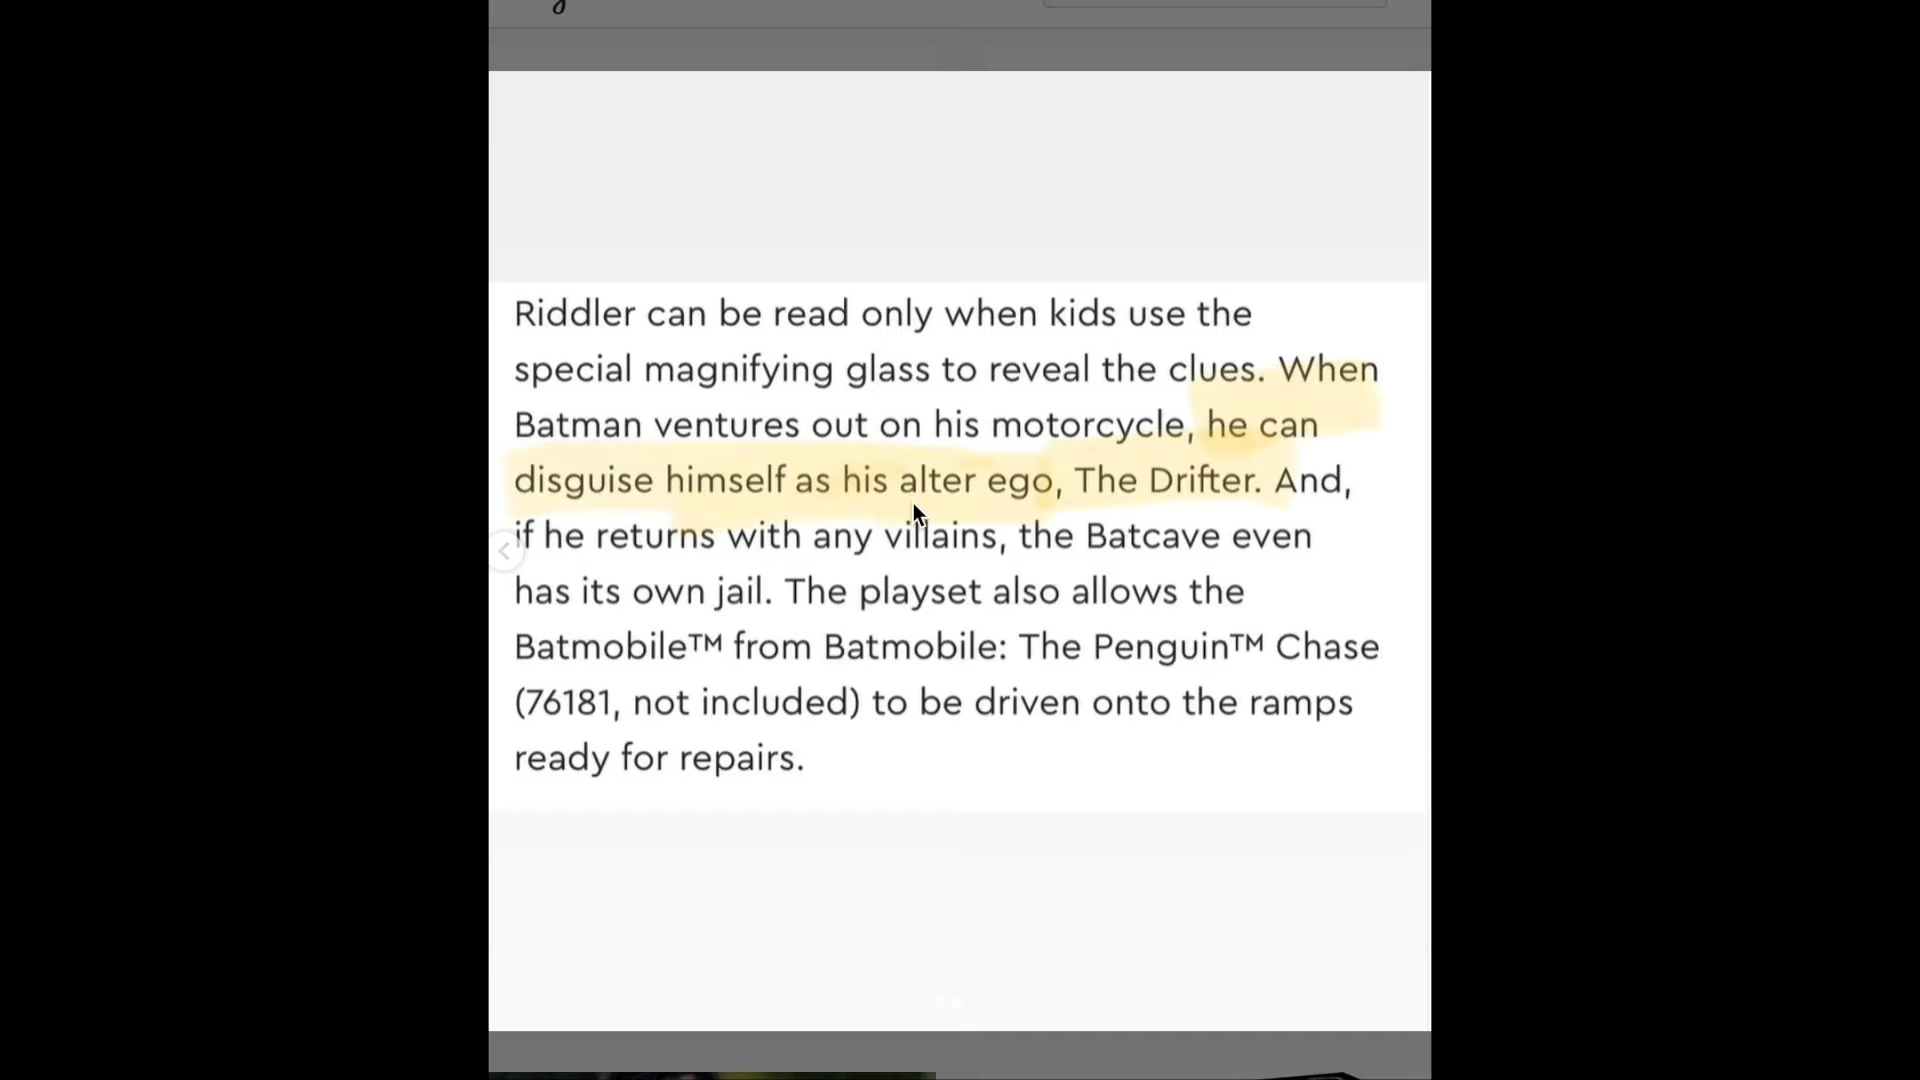 Riddler can be read only when kids use the
special magnifying glass to reveal the clues. When
Batman ventures out on his motorcycle, he can
disguise himself as his alter ego, The Drifter. And,
if he returns with any villains, the Batcave even
has its own jail. The playset also allows the
Batmobile™ from Batmobile: The Penguin™ Chase
(76181, not included) to be driven onto the ramps
ready for repairs.